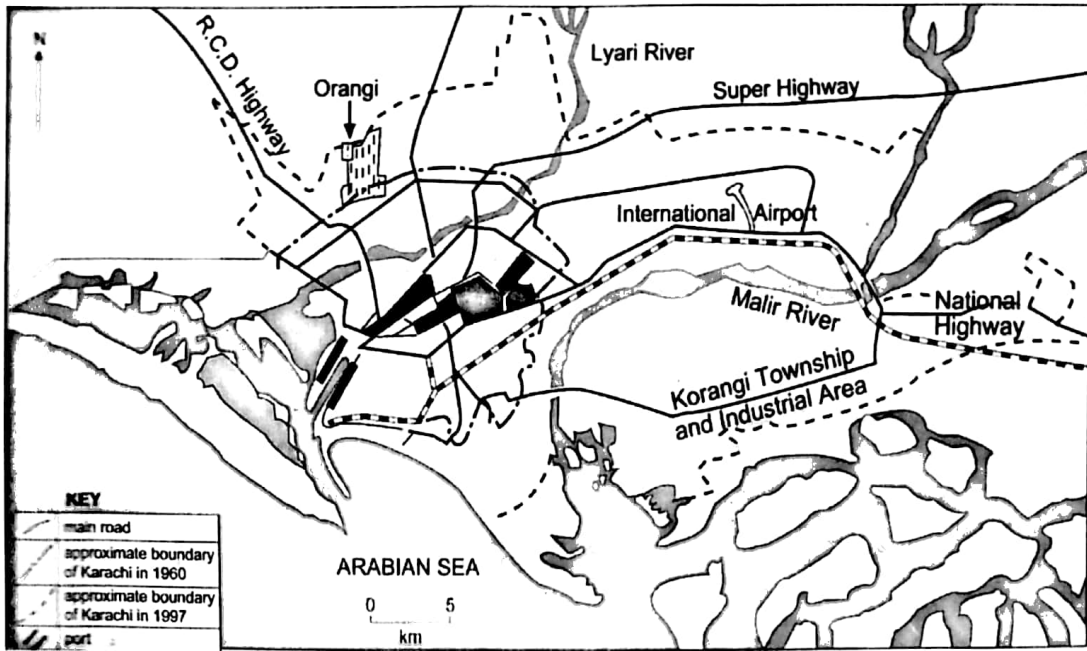 N
R.C.D. Highway
Orangi
Lyari River
Super Highway
International Airport
Malir River
National
Highway
Korangi Township
and Industrial Area
ARABIAN SEA
0 5
km
KEY
main road
approximate boundary
of Karachi in 1960
approximate boundary
of Karachi in 1997
port